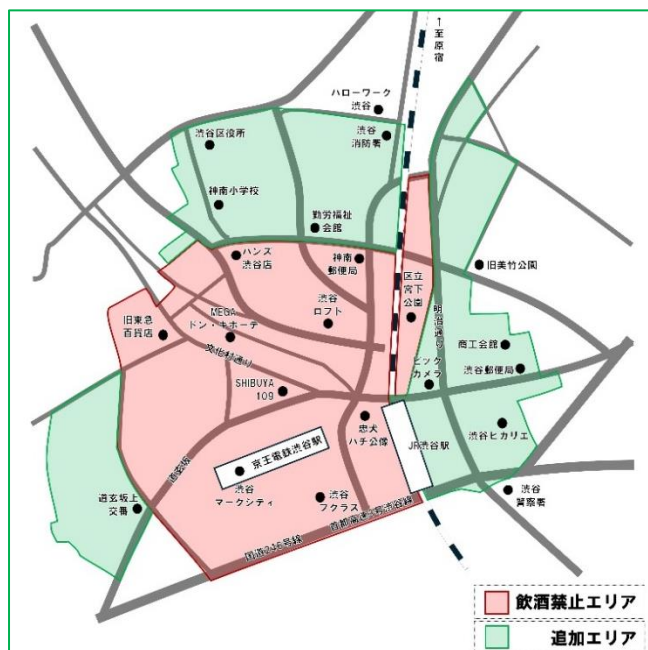 ↑至原宿
ハローワーク
渋谷
渋谷
消防署
渋谷区役所
神南小学校
勤労福祉
会館
ハンズ
渋谷店
神南
郵便局
旧美竹公園
区立
宮下
公園
明治通り
MEGA
ドン・キホーテ
渋谷
ロフト
旧東急
百貨店
文化村通り
商工会館
渋谷郵便局
ビック
カメラ
SHIBUYA
109
忠犬
ハチ公像
JR渋谷駅
渋谷ヒカリエ
道玄坂
京王電鉄渋谷駅
渋谷
マークシティ
渋谷
フクラス
渋谷
警察署
道玄坂上
交番
国道246号線
首都高速3号渋谷線
飲酒禁止エリア
追加エリア